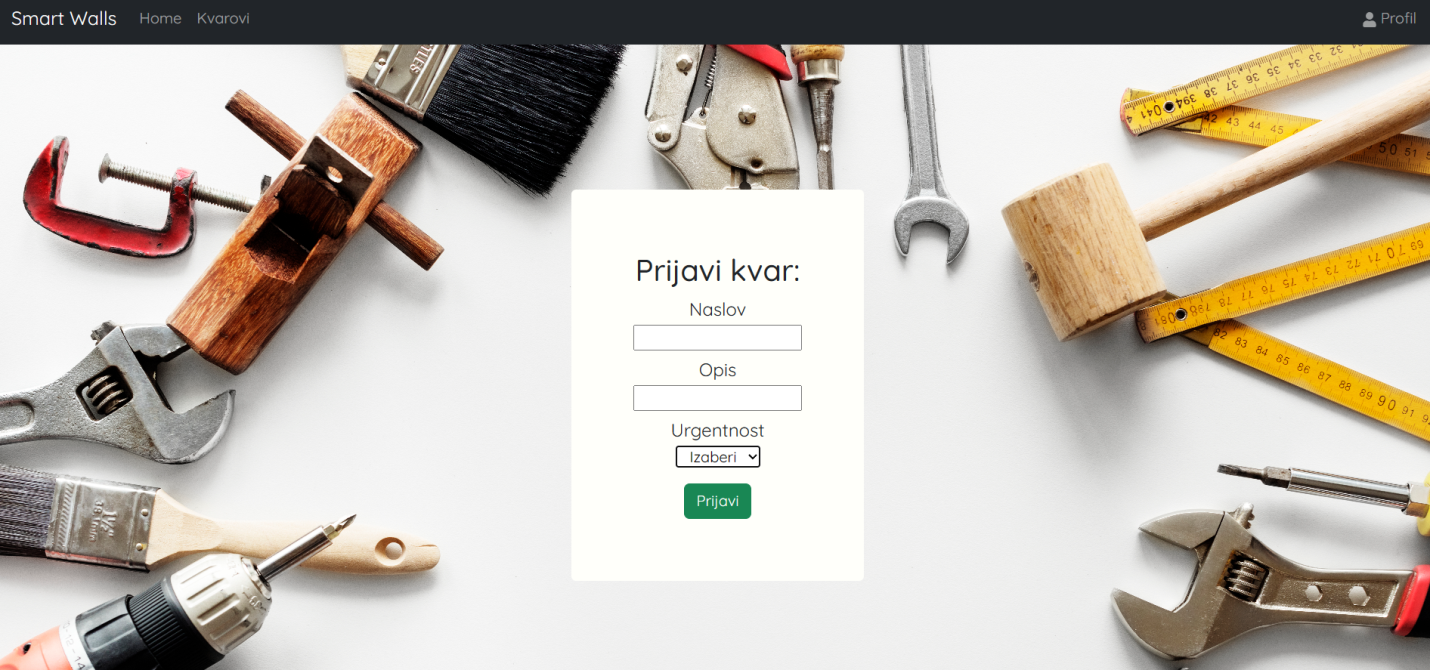 Smart Walls Home Kvarovi Profil
Prijavi kvar:
Naslov
Opis
Urgentnost
Izaberi
Prijavi